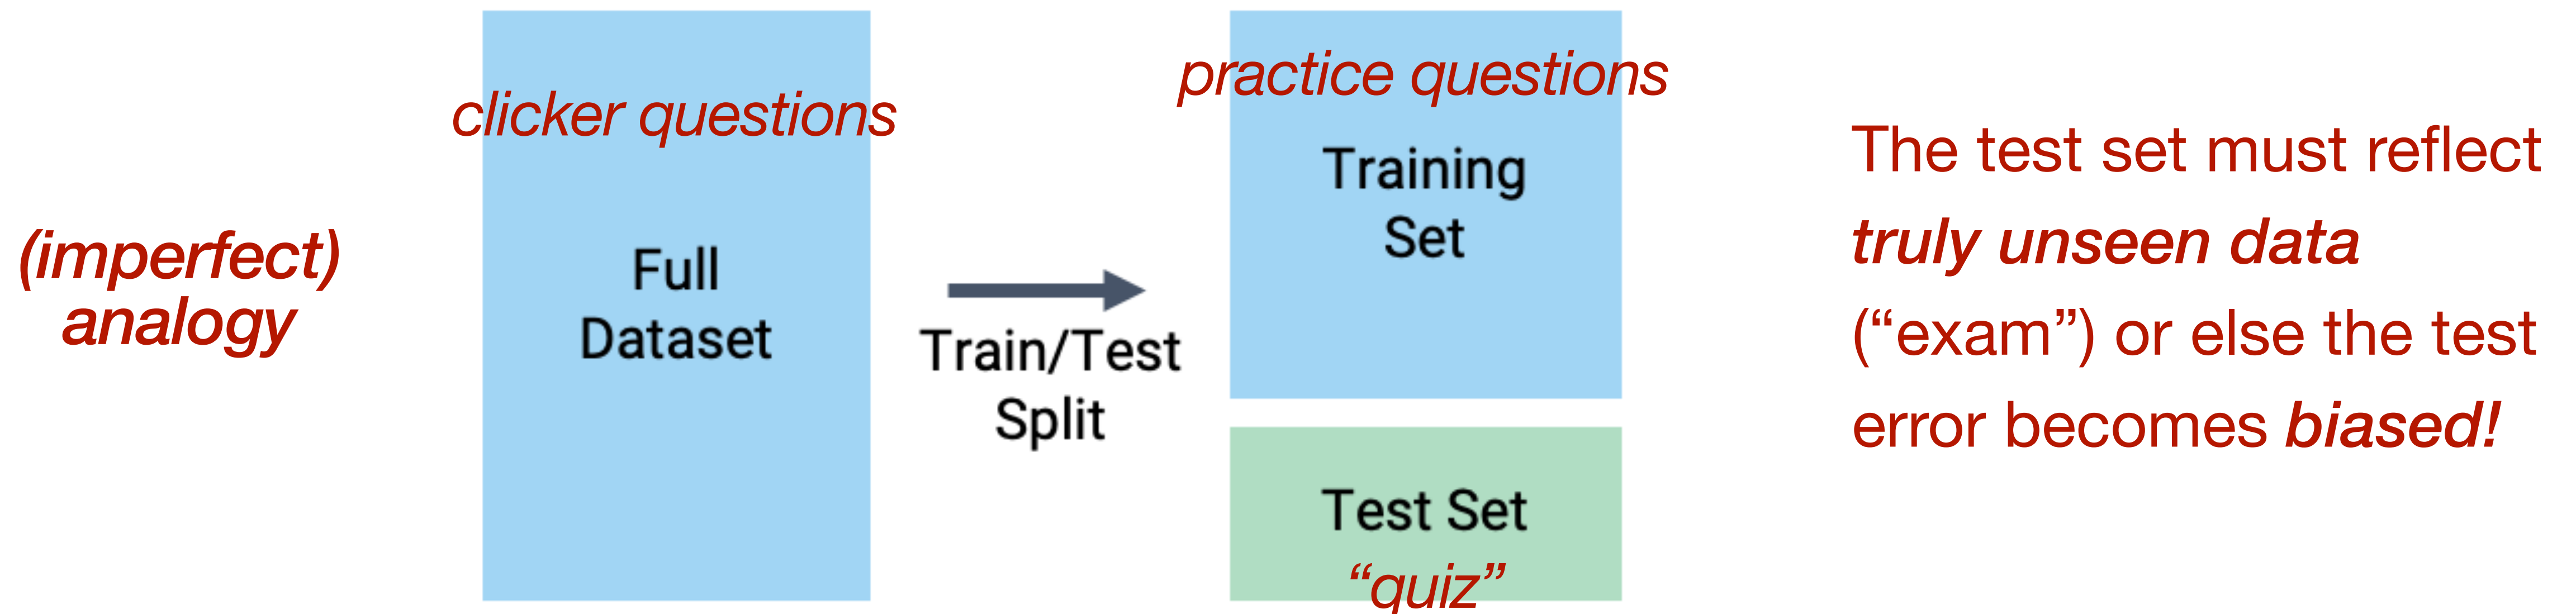 (imperfect)
analogy
clicker questions
Full
Dataset
Train/Test
Split
practice questions
Training
Set
Test Set
“quiz”
The test set must reflect
truly unseen data
(“exam”) or else the test
error becomes biased!